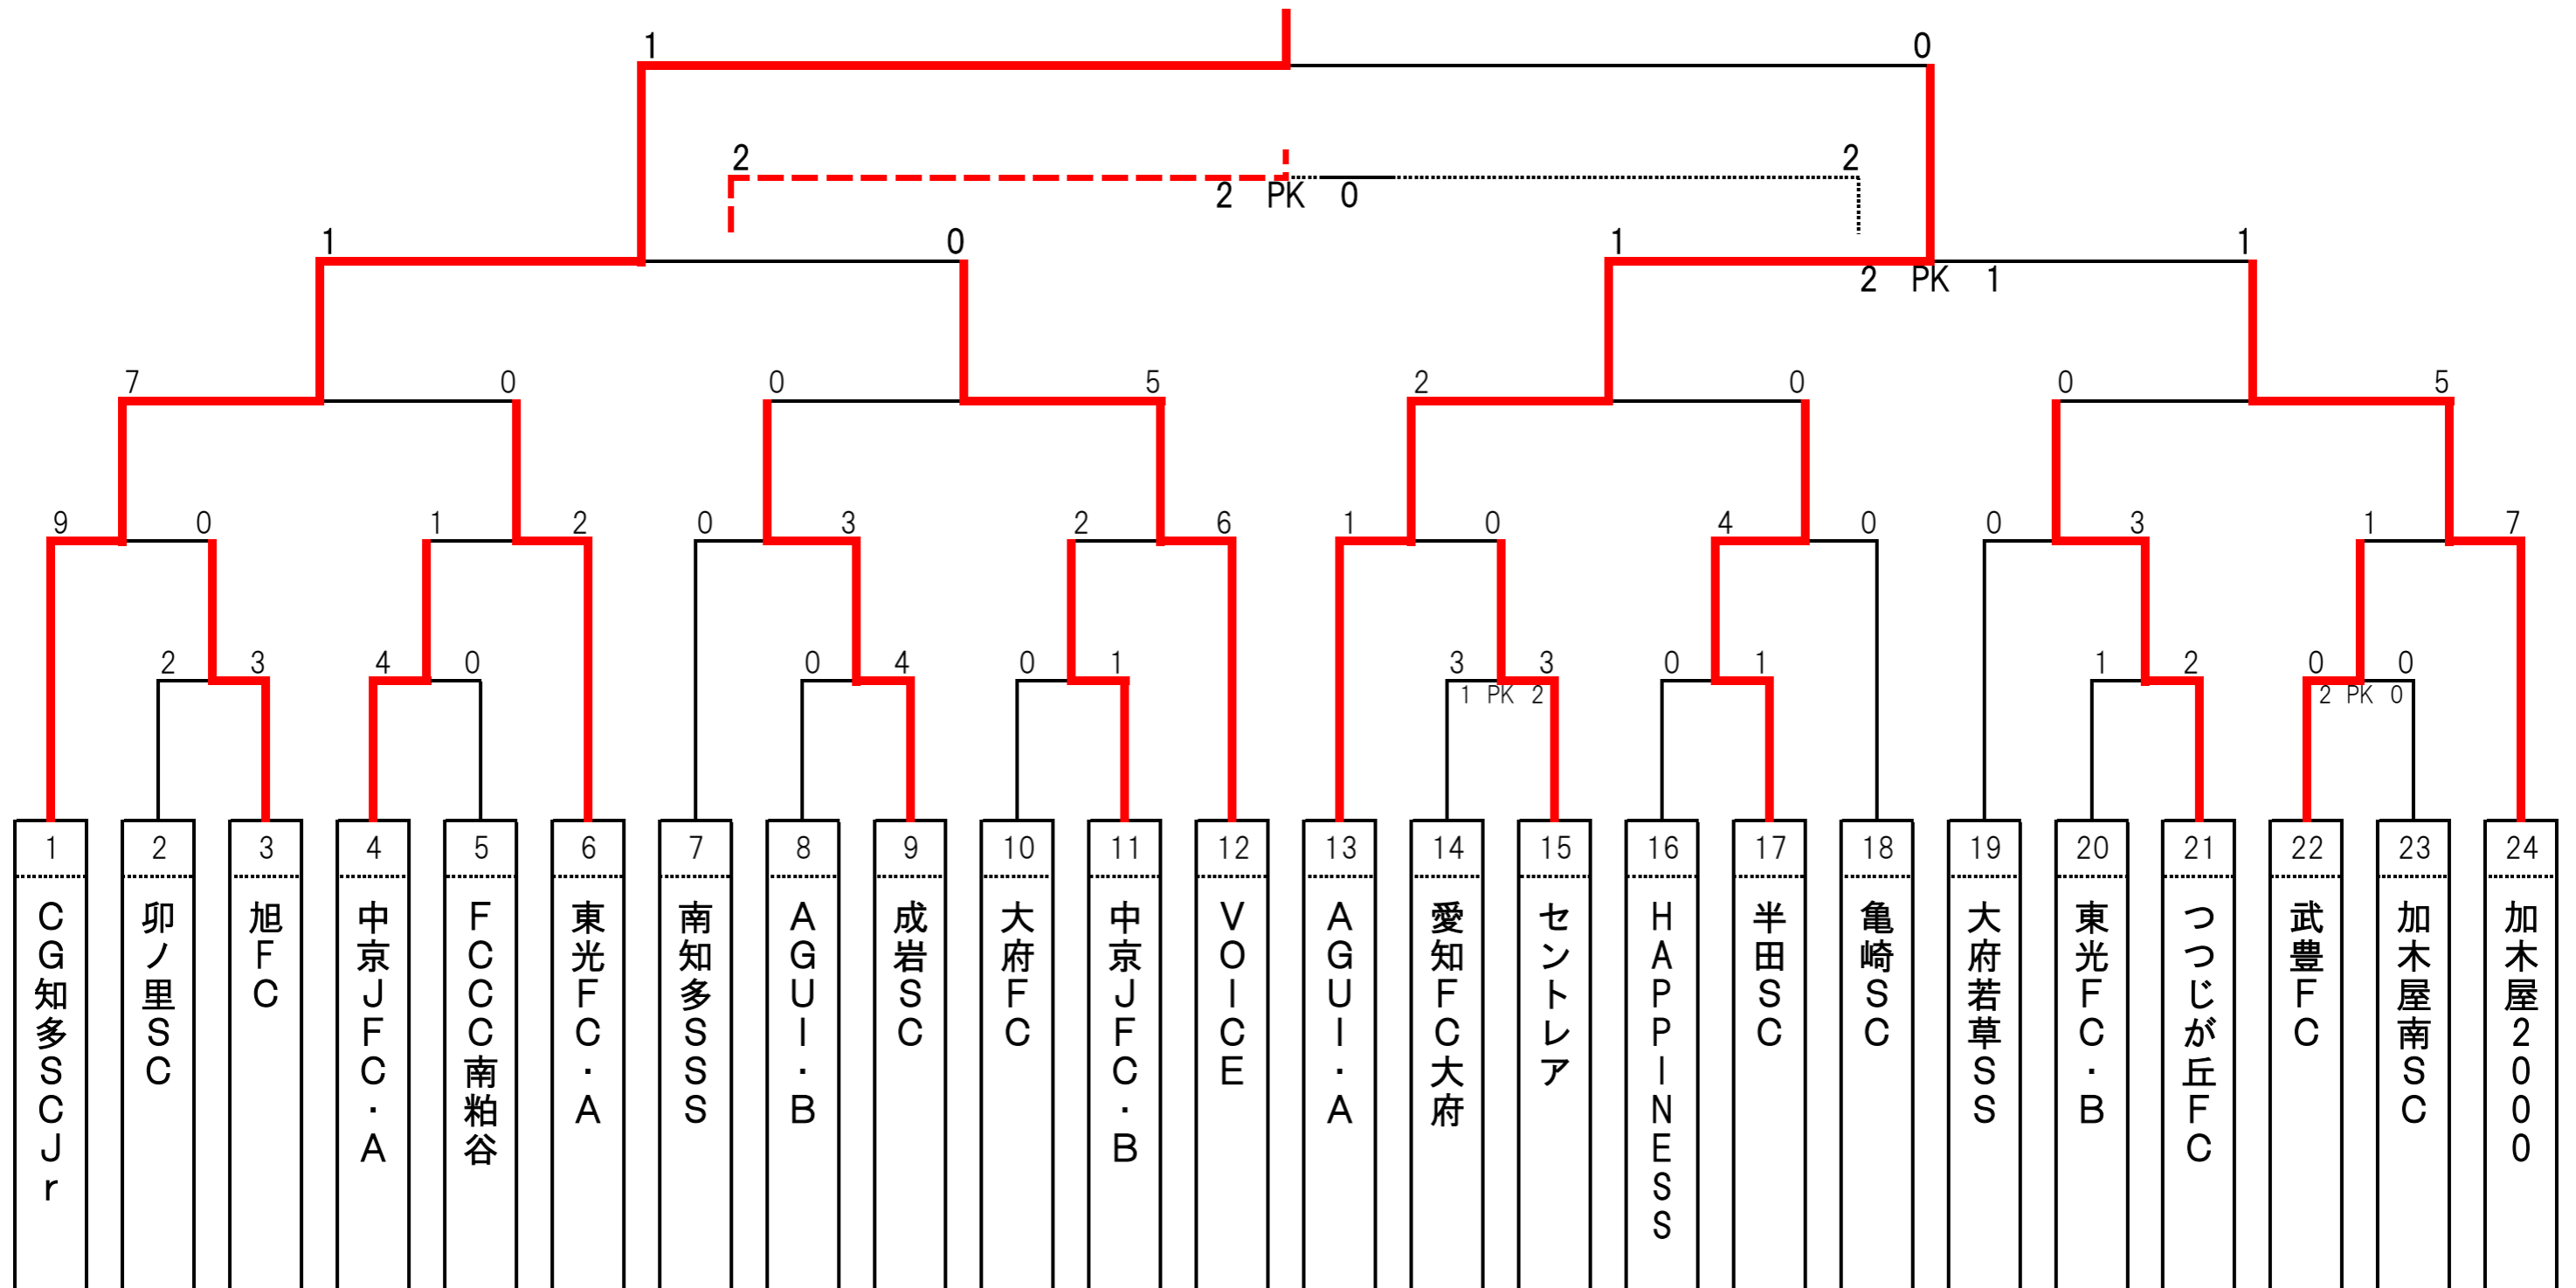 1 0
2 2
2 PK 0
1 0 1 1
2 PK 1
7 0 0 5 2 0 0 5
9 0 1 2 0 3 2 6 1 0 4 0 0 3 1 7
2 3 4 0 0 4 0 1 3 3 0 1 1 2 0 0
1 PK 2 2 PK 0
1 2 3 4 5 6 7 8 9 10 11 12 13 14 15 16 17 18 19 20 21 22 23 24
CG知多SCJr
卯ノ里SC
旭FC
中京JFC・A
FCCC南粕谷
東光FC・A
南知多SSS
AGUI・B
成岩SC
大府FC
中京JFC・B
VOICE
AGUI・A
愛知FC大府
セントレア
HAPPINESS
半田SC
亀崎SC
大府若草SS
東光FC・B
つつじが丘FC
武豊FC
加木屋南SC
加木屋2000